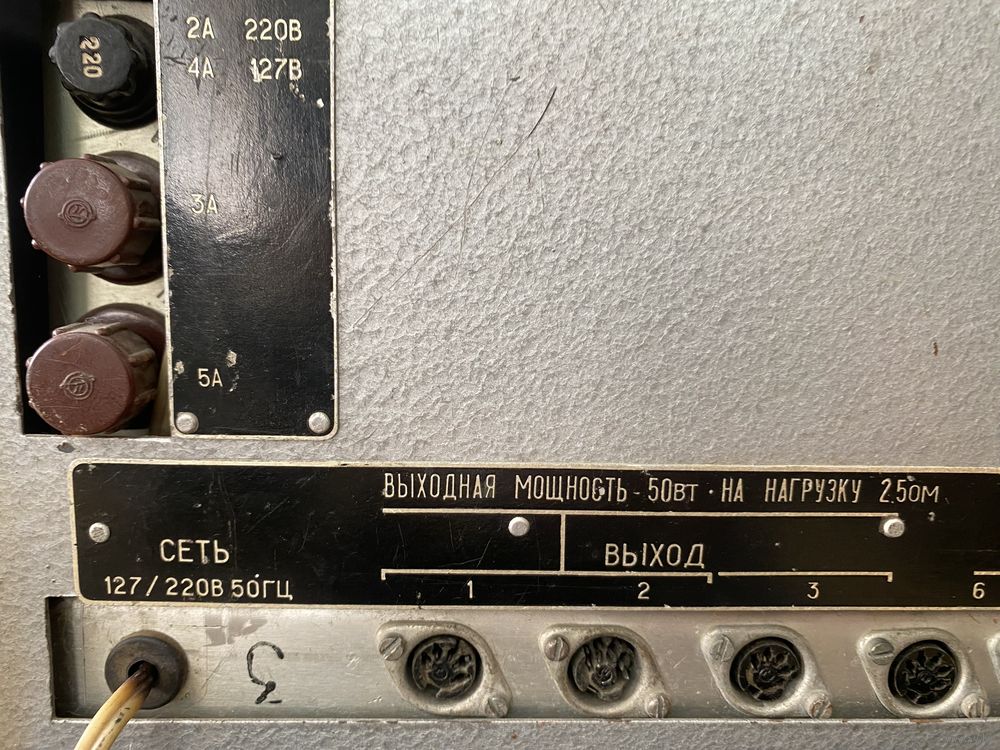 220
2А 220В
4А 127В
3А
5А
ВЫХОДНАЯ МОЩНОСТЬ - 50ВТ · НА НАГРУЗКУ 2,5ОМ
СЕТЬ
ВЫХОД
127 / 220В 50ГЦ
1 2 3 6